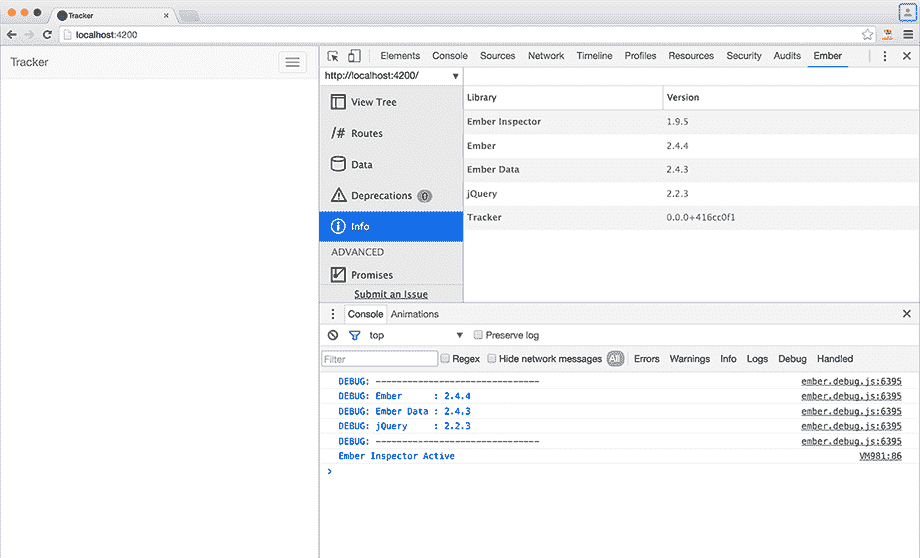 Tracker
localhost:4200
Tracker
Elements Console Sources Network Timeline Profiles Resources Security Audits Ember
http://localhost:4200/
View Tree
/# Routes
Data
Deprecations 0
Info
ADVANCED
Promises
Submit an Issue
Library Version
Ember Inspector 1.9.5
Ember 2.4.4
Ember Data 2.4.3
jQuery 2.2.3
Tracker 0.0.0+416cc0f1
Console Animations
top Preserve log
Filter Regex Hide network messages All Errors Warnings Info Logs Debug Handled
DEBUG: ------------------------------- ember.debug.js:6395
DEBUG: Ember : 2.4.4 ember.debug.js:6395
DEBUG: Ember Data : 2.4.3 ember.debug.js:6395
DEBUG: jQuery : 2.2.3 ember.debug.js:6395
DEBUG: ------------------------------- ember.debug.js:6395
Ember Inspector Active VM981:86
>